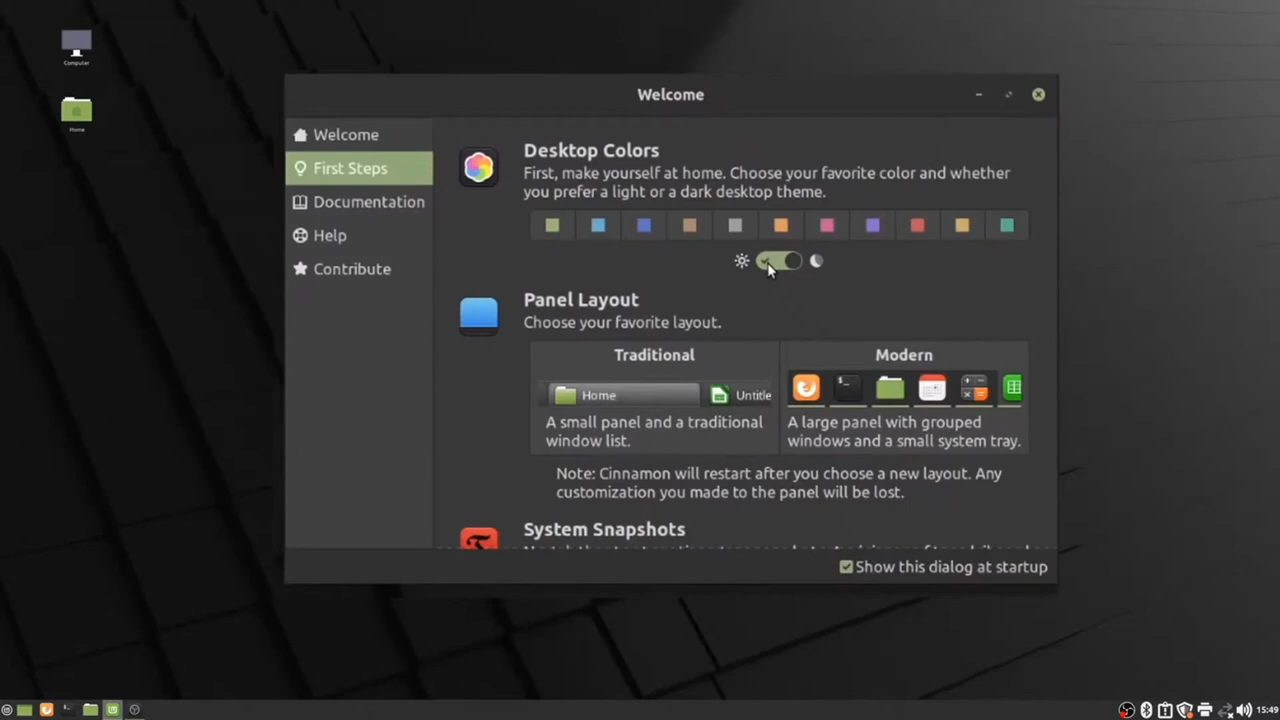 Computer
Home
Welcome
Welcome
First Steps
Documentation
Help
Contribute
Desktop Colors
First, make yourself at home. Choose your favorite color and whether
you prefer a light or a dark desktop theme.
Panel Layout
Choose your favorite layout.
Traditional
Home
Untitle
A small panel and a traditional
window list.
Modern
A large panel with grouped
windows and a small system tray.
Note: Cinnamon will restart after you choose a new layout. Any
customization you made to the panel will be lost.
System Snapshots
Show this dialog at startup
15:49